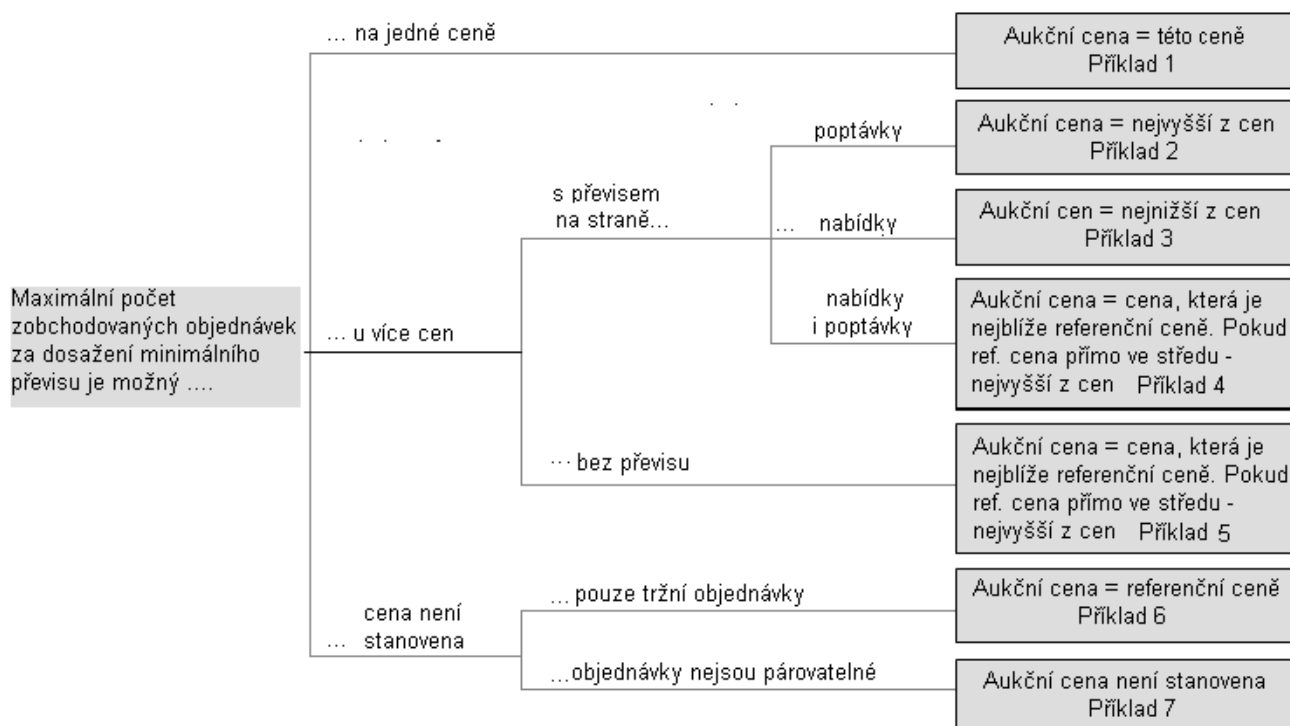 ... na jedné ceně
Aukční cena = této ceně
Příklad 1
poptávky
Aukční cena = nejvyšší z cen
Příklad 2
s převisem
na straně...
... nabídky
Aukční cen = nejnižší z cen
Příklad 3
Maximální počet
zobchodovaných objednávek
za dosažení minimálního
převisu je možný ....
... u více cen
nabídky
i poptávky
Aukční cena = cena, která je
nejblíže referenční ceně. Pokud
ref. cena přímo ve středu -
nejvyšší z cen Příklad 4
... bez převisu
Aukční cena = cena, která je
nejblíže referenční ceně. Pokud
ref. cena přímo ve středu -
nejvyšší z cen Příklad 5
cena není
... stanovena
... pouze tržní objednávky
Aukční cena = referenční ceně
Příklad 6
...objednávky nejsou párovatelné
Aukční cena není stanovena
Příklad 7